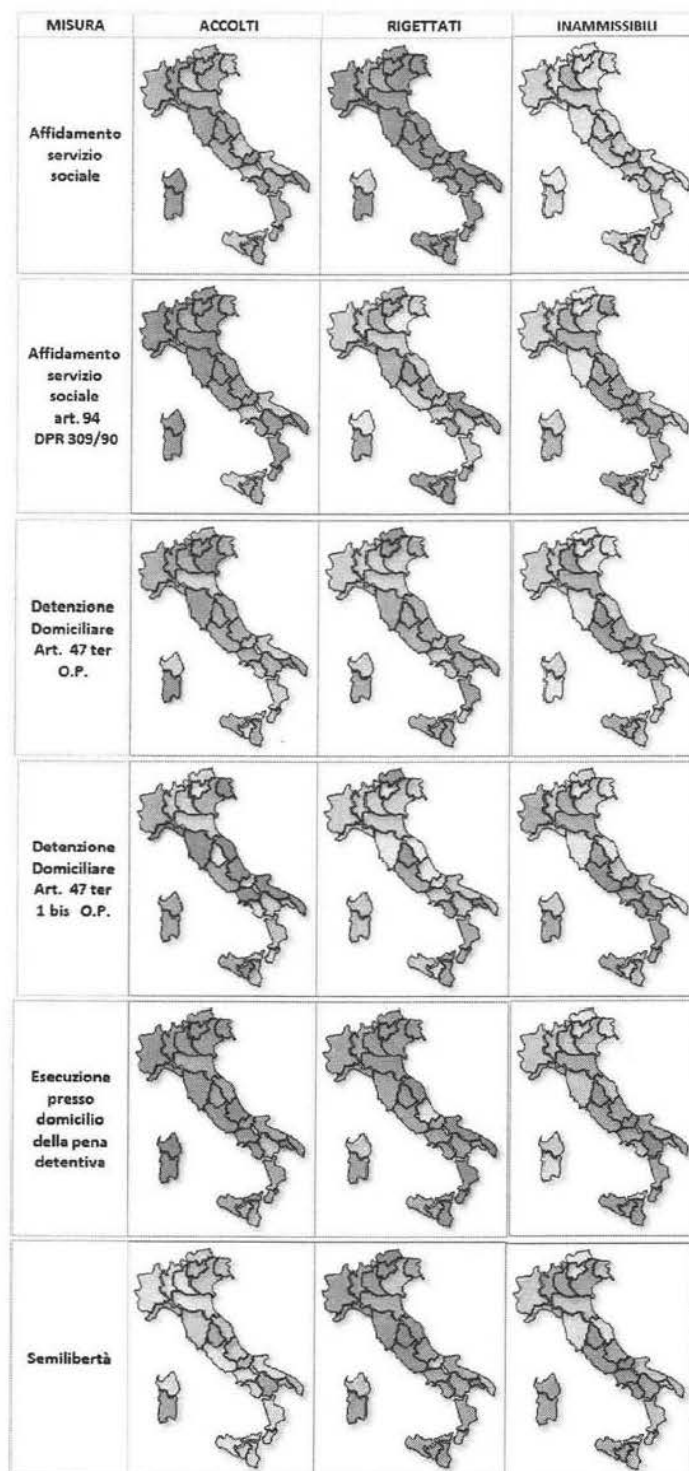 MISURA ACCOLTI RIGETTATI INAMMISSIBILI
Affidamento
servizio
sociale
Affidamento
servizio
sociale
art. 94
DPR 309/90
Detenzione
Domiciliare
Art. 47 ter
O.P.
Detenzione
Domiciliare
Art. 47 ter
1 bis O.P.
Esecuzione
presso
domicilio
della pena
detentiva
Semilibertà